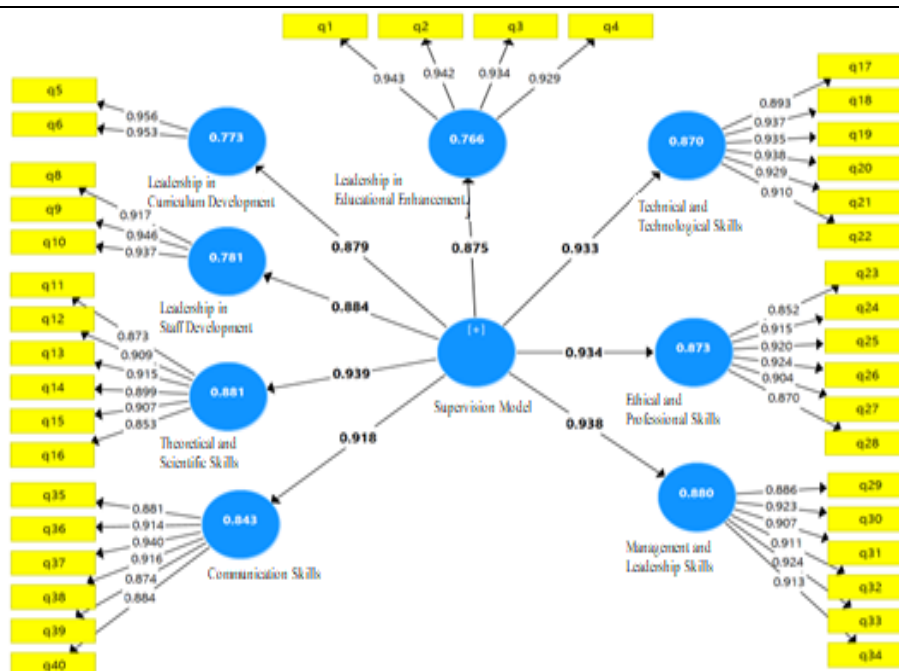 q1
q2
q3
q4
0.943
0.942
0.934
0.929
0.766
Leadership in
Educational Enhancement
0.875
q5
q6
0.956
0.953
0.773
Leadership in
Curriculum Development
0.879
q8
q9
q10
0.917
0.946
0.937
0.781
Leadership in
Staff Development
0.884
q11
q12
q13
q14
q15
q16
0.873
0.909
0.915
0.899
0.907
0.853
0.881
Theoretical and
Scientific Skills
0.939
q35
q36
q37
q38
q39
q40
0.881
0.914
0.940
0.916
0.874
0.884
0.843
Communication Skills
0.918
[+]
Supervision Model
q17
q18
q19
q20
q21
q22
0.893
0.937
0.935
0.938
0.929
0.910
0.870
Technical and
Technological Skills
0.933
q23
q24
q25
q26
q27
q28
0.852
0.915
0.920
0.924
0.904
0.870
0.873
Ethical and
Professional Skills
0.934
q29
q30
q31
q32
q33
q34
0.886
0.923
0.907
0.911
0.924
0.913
0.880
Management and
Leadership Skills
0.938